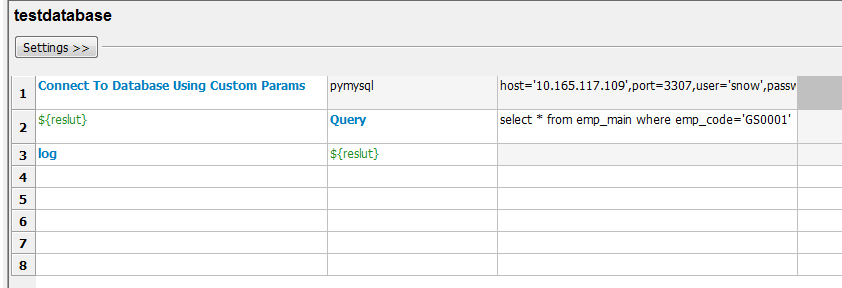 testdatabase
Settings >>
1 Connect To Database Using Custom Params pymysql host='10.165.117.109',port=3307,user='snow',passw
2 ${reslut} Query select * from emp_main where emp_code='GS0001'
3 log ${reslut}
4
5
6
7
8